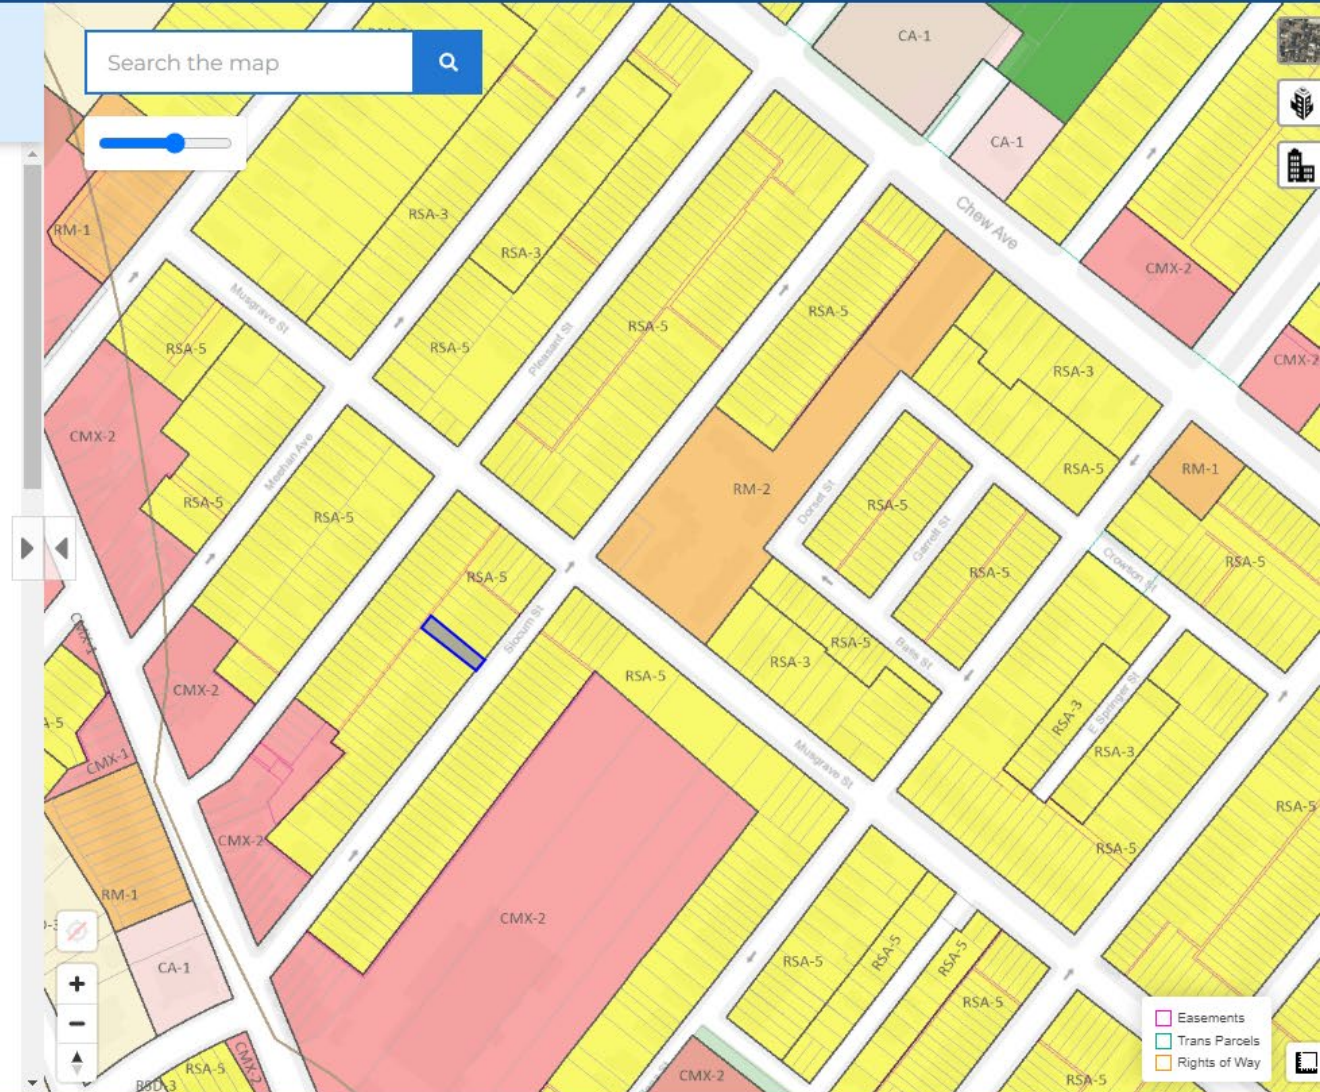 Search the map
CA-1
CA-1
RSA-3
RM-1
Chew Ave
RSA-3
CMX-2
Musgrave St
RSA-5
RSA-5
Pleasant St
RSA-5
RSA-5
CMX-2
RSA-3
CMX-2
Meehan Ave
RSA-5
RM-1
RSA-5
RM-2
RSA-5
RSA-5
Dorset St
Garrett St
RSA-5
Crowson St
RSA-5
RSA-5
Slocum St
CMX-1
RSA-5
Bates St
RSA-3
RSA-5
CMX-2
RSA-3
E Springer St
A-5
RSA-3
CMX-1
Musgrave St
RSA-5
CMX-2
RSA-5
RM-1
CMX-2
RSA-5
RSA-5
RSA-5
CA-1
RSA-5
Easements
Trans Parcels
Rights of Way
RSA-5
CMX-2
CMX-2
RSA-5
RSD-3